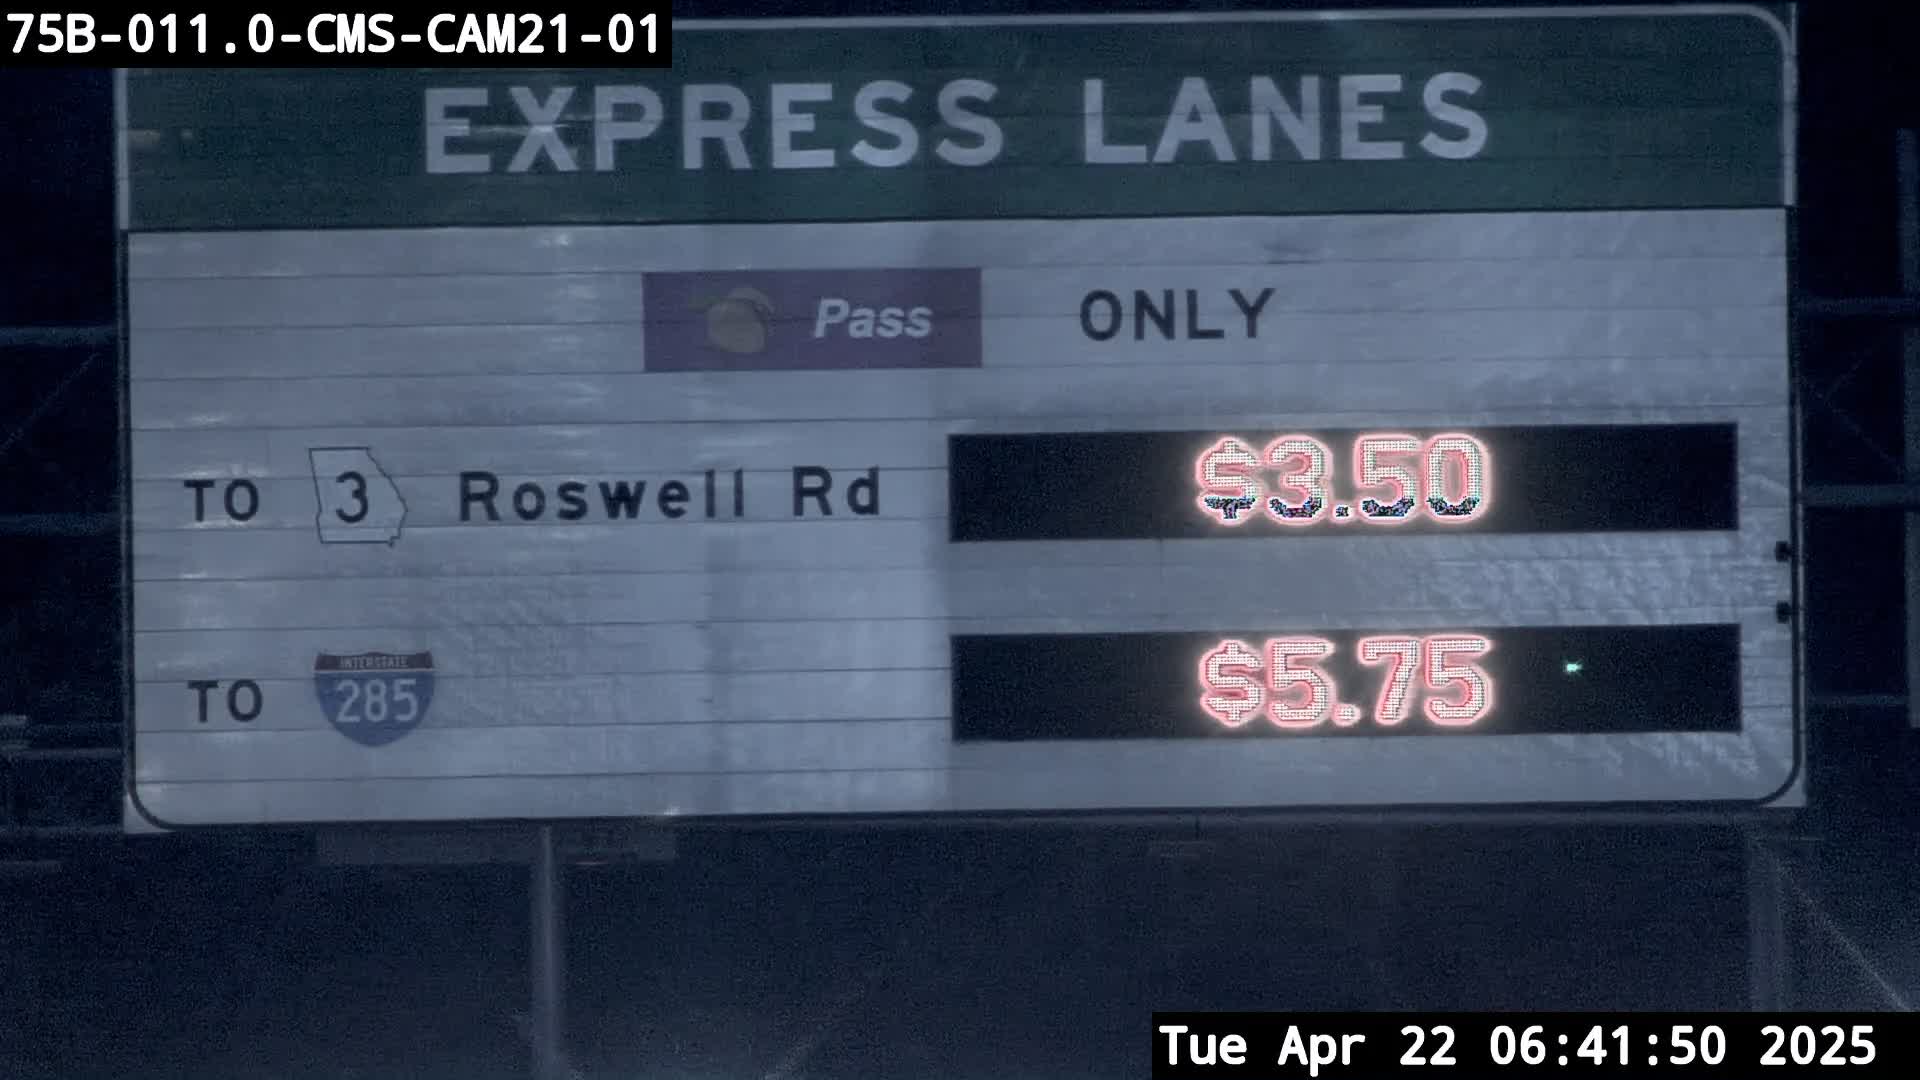 75B-011.0-CMS-CAM21-01
EXPRESS LANES
Pass ONLY
TO 3 Roswell Rd $3.50
INTERSTATE
TO 285 $5.75
Tue Apr 22 06:41:50 2025